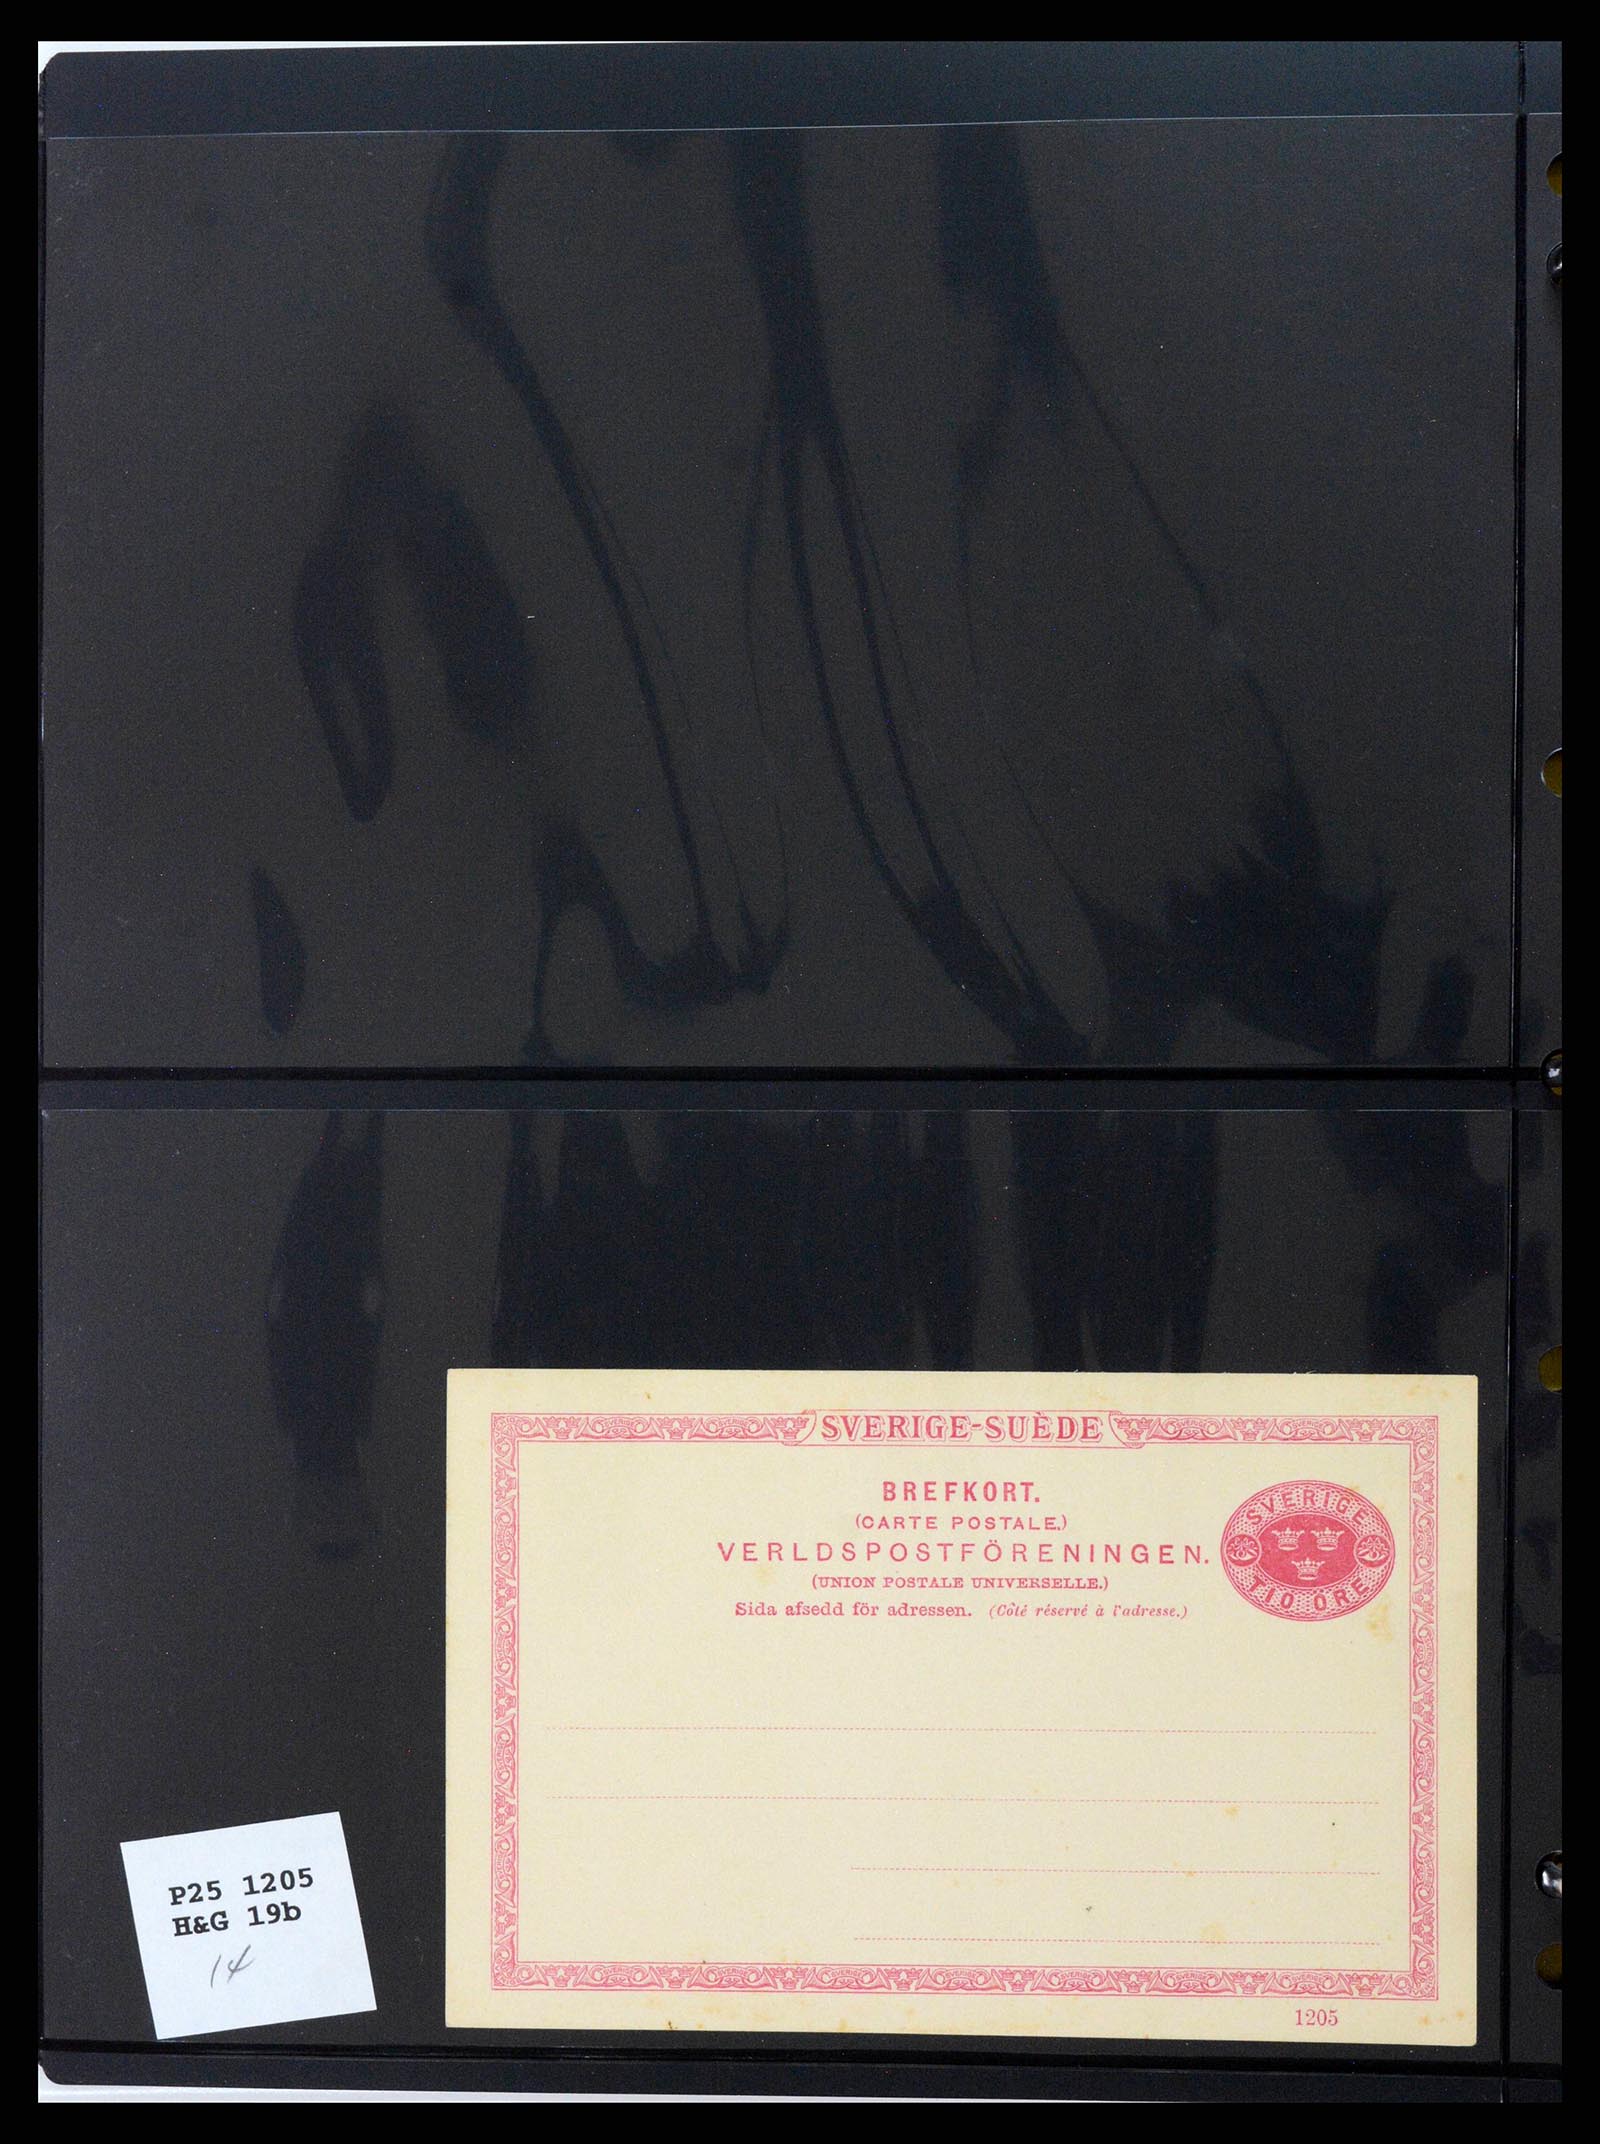 SVERIGE-SUÈDE
BREFKORT.
(CARTE POSTALE.)
VERLDSPOSTFÖRENINGEN.
(UNION POSTALE UNIVERSELLE.)
Sida afsedd för adressen. (Côté réservé à l'adresse.)
SVERIGE
TIO ÖRE
1205
P25 1205
H&G 19b
14